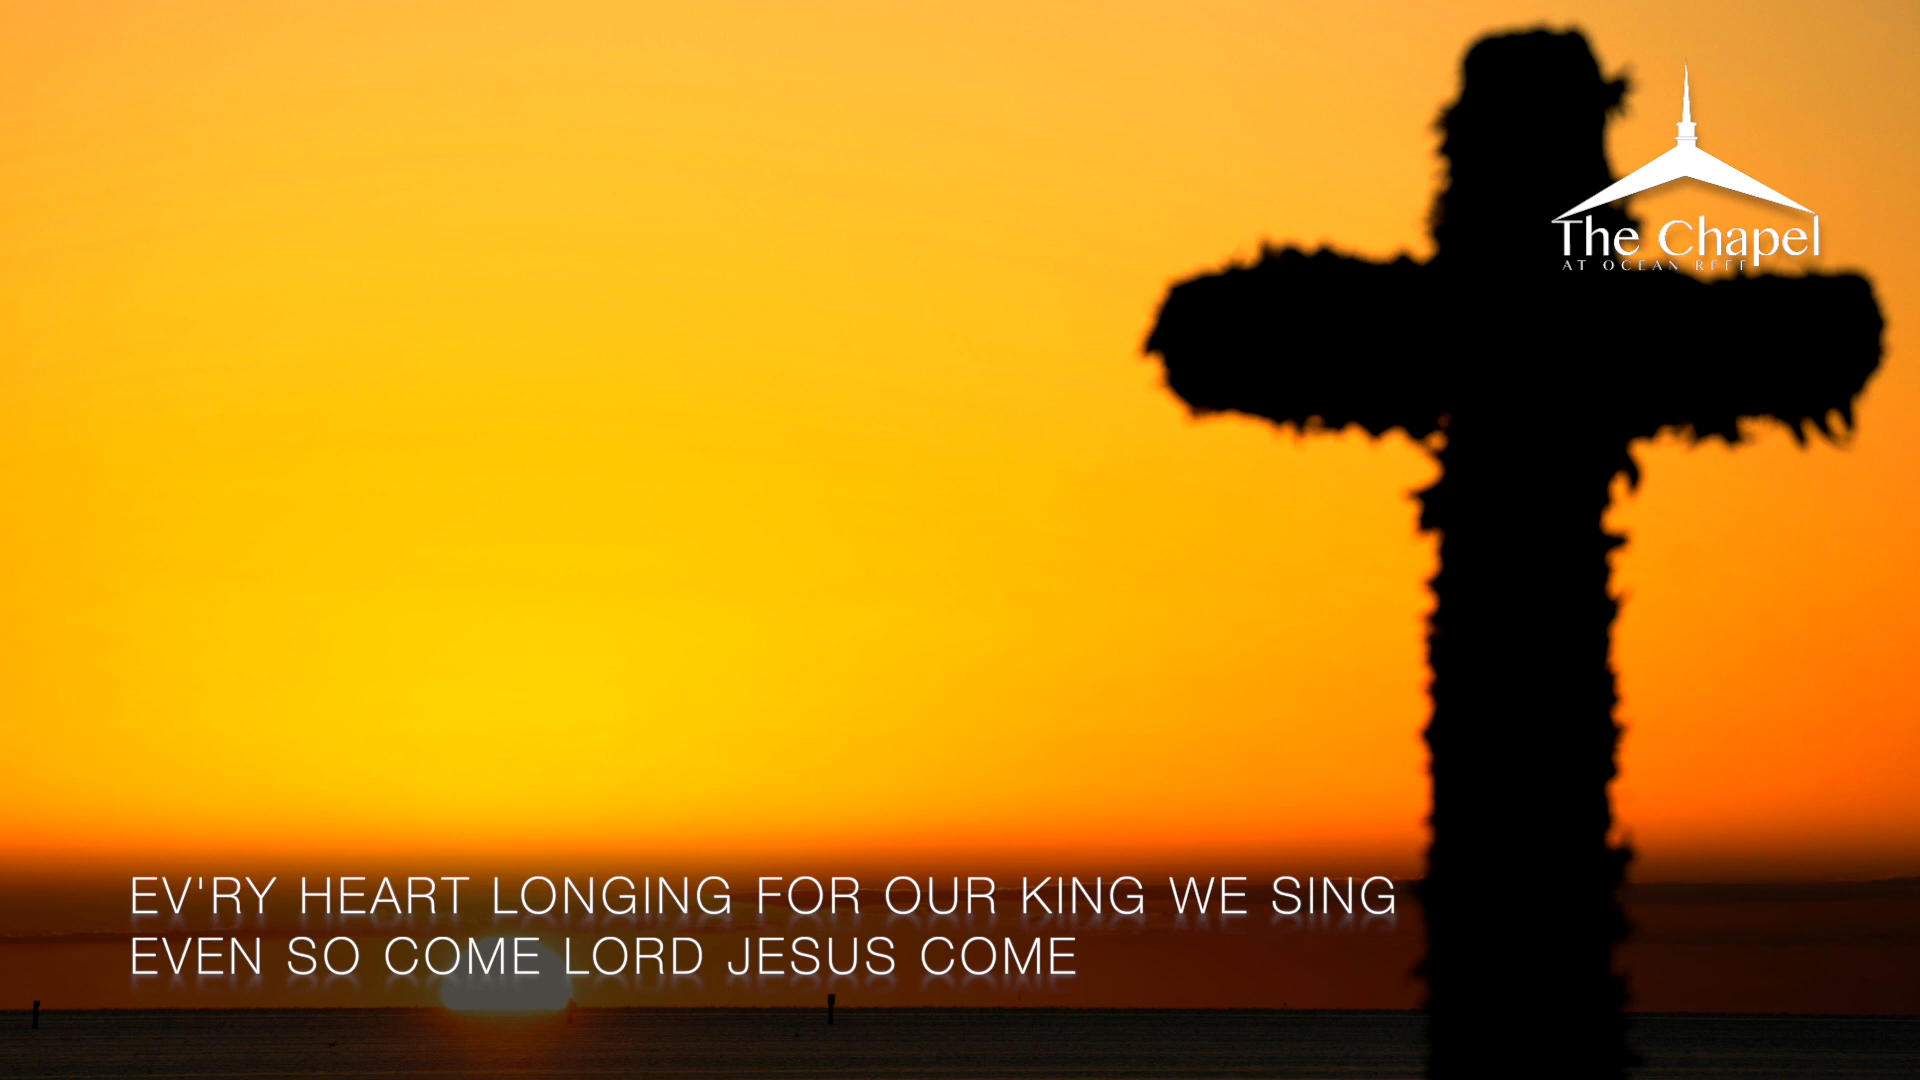 The Chapel
AT OCEAN REEF
EV'RY HEART LONGING FOR OUR KING WE SING
EVEN SO COME LORD JESUS COME